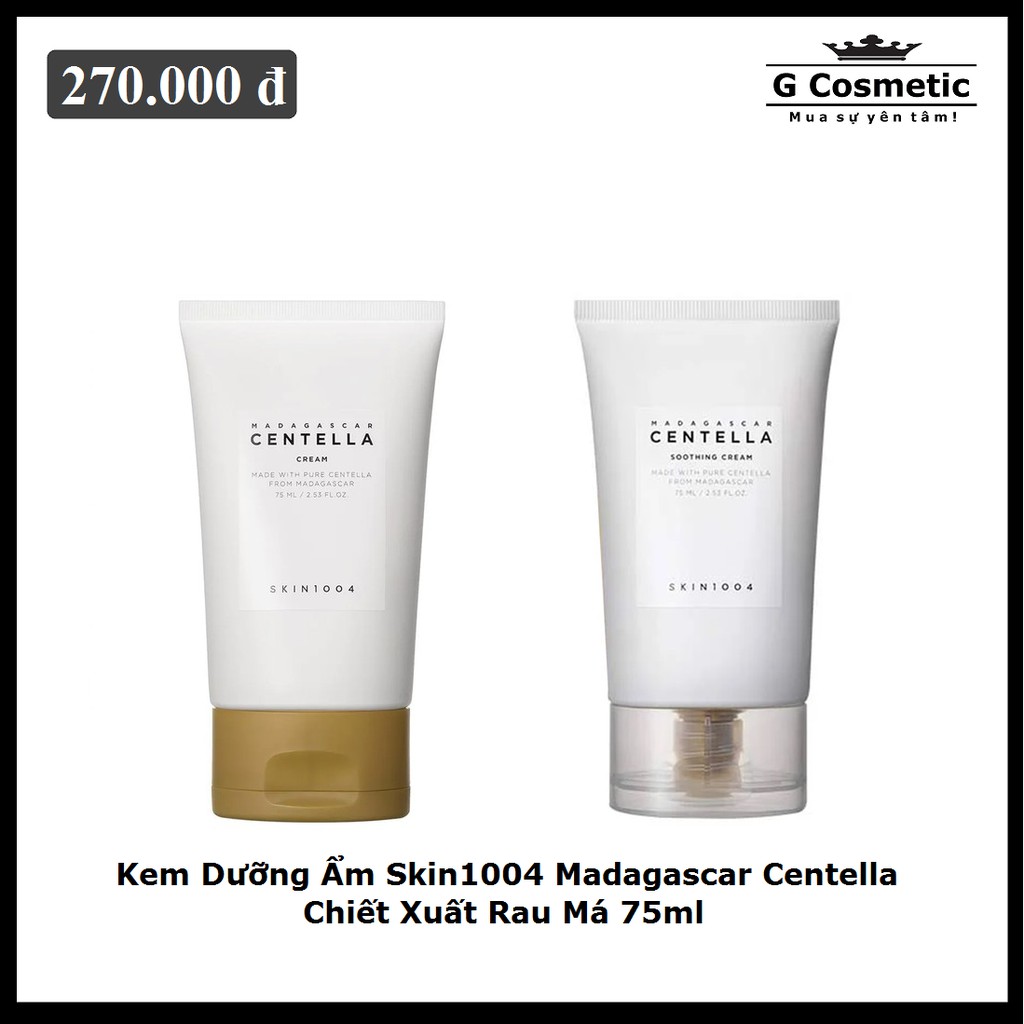 270.000 đ
G Cosmetic
Mua sự yên tâm!
MADAGASCAR
CENTELLA
CREAM
MADE WITH PURE CENTELLA
FROM MADAGASCAR
75 ML / 2.53 FL.OZ.
SKIN1004
MADAGASCAR
CENTELLA
SOOTHING CREAM
MADE WITH PURE CENTELLA
FROM MADAGASCAR
75 ML / 2.53 FL.OZ.
SKIN1004
Kem Dưỡng Ẩm Skin1004 Madagascar Centella
Chiết Xuất Rau Má 75ml